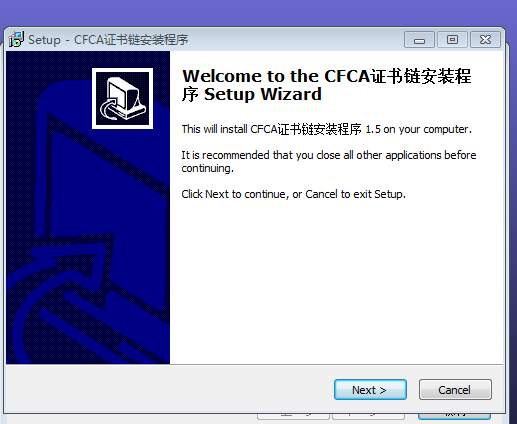 Setup - CFCA证书链安装程序
Welcome to the CFCA证书链安装程
序 Setup Wizard
This will install CFCA证书链安装程序 1.5 on your computer.
It is recommended that you close all other applications before
continuing.
Click Next to continue, or Cancel to exit Setup.
Next >
Cancel